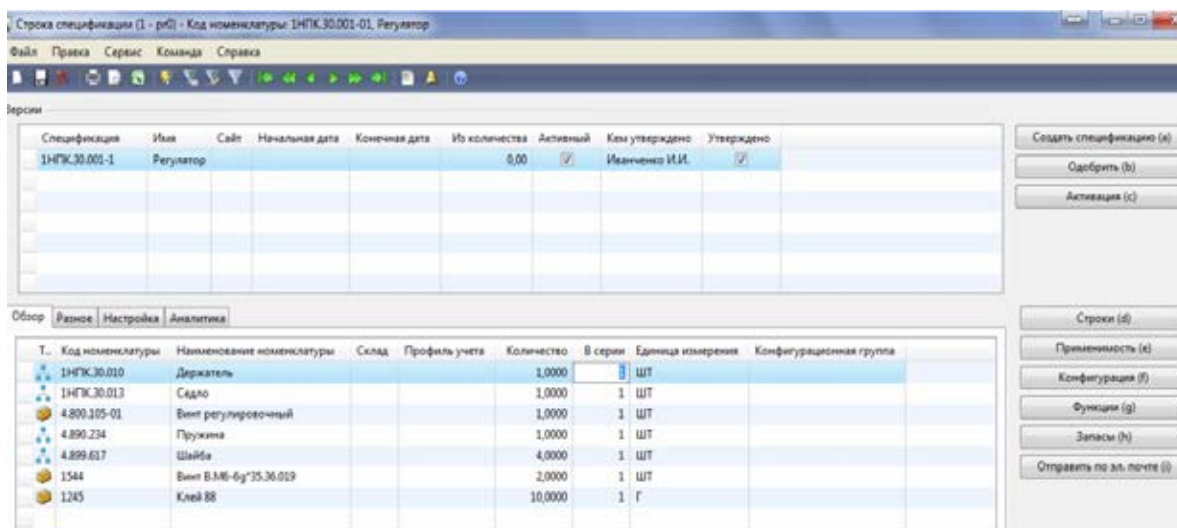 Строка спецификации (1 - pr0) - Код номенклатуры: 1НПК.30.001-01, Регулятор
Файл Правка Сервис Команда Справка
Версии
Спецификация Имя Сайт Начальная дата Конечная дата Из количества Активный Кем утверждено Утверждено
1НПК.30.001-1 Регулятор 0,00 Иванченко И.И.
Создать спецификацию (a)
Одобрить (b)
Активация (c)
Обзор Разное Настройка Аналитика
Т.. Код номенклатуры Наименование номенклатуры Склад Профиль учета Количество В серии Единица измерения Конфигурационная группа
1НПК.30.010 Держатель 1,0000 1 ШТ
1НПК.30.013 Седло 1,0000 1 ШТ
4.800.105-01 Винт регулировочный 1,0000 1 ШТ
4.890.234 Пружина 1,0000 1 ШТ
4.899.617 Шайба 4,0000 1 ШТ
1544 Винт В.М6-6g*35.36.019 2,0000 1 ШТ
1245 Клей 88 10,0000 1 Г
Строки (d)
Применимость (e)
Конфигурация (f)
Функции (g)
Запасы (h)
Отправить по эл. почте (i)